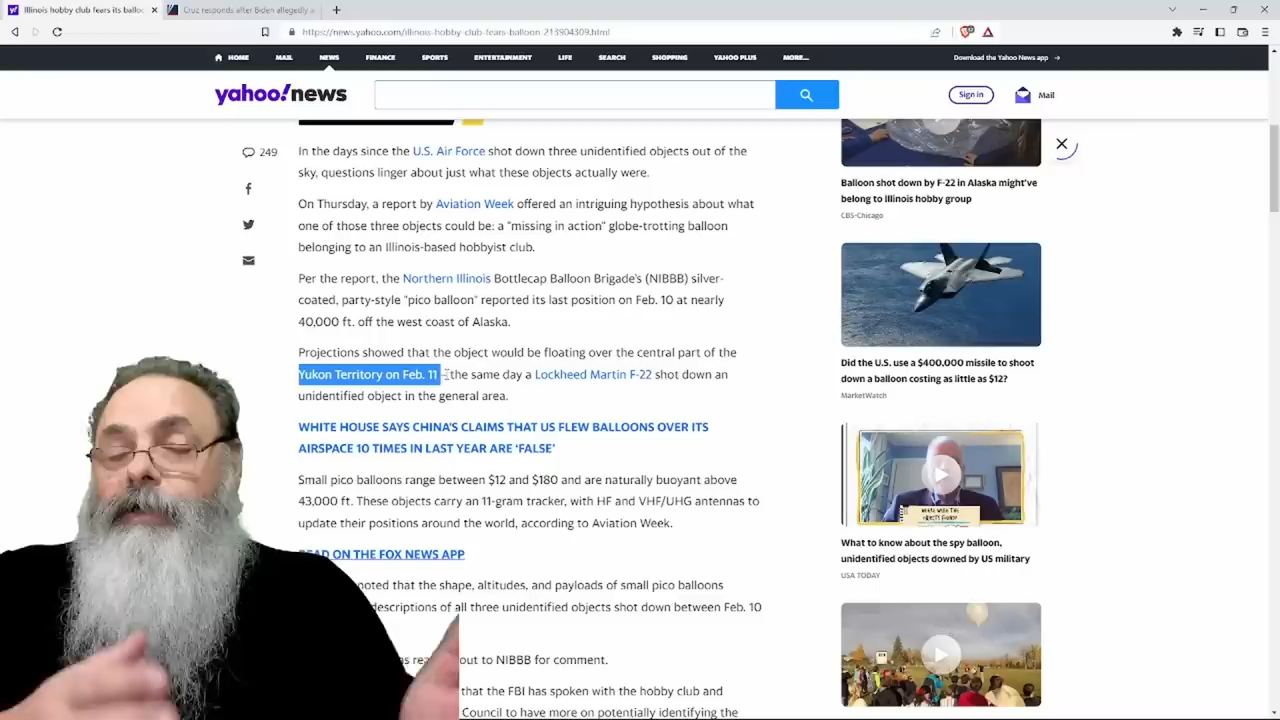 Illinois hobby club fears its ballo
Cruz responds after Biden allegedly
https://news.yahoo.com/illinois-hobby-club-fears-balloon-213904309.html
HOME MAIL NEWS FINANCE SPORTS ENTERTAINMENT LIFE SEARCH SHOPPING YAHOO PLUS MORE...
Download the Yahoo News app
yahoo!news
Sign in
Mail
249
In the days since the U.S. Air Force shot down three unidentified objects out of the
sky, questions linger about just what these objects actually were.
On Thursday, a report by Aviation Week offered an intriguing hypothesis about what
one of those three objects could be: a "missing in action" globe-trotting balloon
belonging to an Illinois-based hobbyist club.
Per the report, the Northern Illinois Bottlecap Balloon Brigade's (NIBBB) silver-
coated, party-style "pico balloon" reported its last position on Feb. 10 at nearly
40,000 ft. off the west coast of Alaska.
Projections showed that the object would be floating over the central part of the
Yukon Territory on Feb. 11 – the same day a Lockheed Martin F-22 shot down an
unidentified object in the general area.
WHITE HOUSE SAYS CHINA'S CLAIMS THAT US FLEW BALLOONS OVER ITS
AIRSPACE 10 TIMES IN LAST YEAR ARE 'FALSE'
Small pico balloons range between $12 and $180 and are naturally buoyant above
43,000 ft. These objects carry an 11-gram tracker, with HF and VHF/UHG antennas to
update their positions around the world, according to Aviation Week.
ON THE FOX NEWS APP
noted that the shape, altitudes, and payloads of small pico balloons
descriptions of all three unidentified objects shot down between Feb. 10
out to NIBBB for comment.
that the FBI has spoken with the hobby club and
Council to have more on potentially identifying the
Balloon shot down by F-22 in Alaska might've
belong to Illinois hobby group
CBS-Chicago
Did the U.S. use a $400,000 missile to shoot
down a balloon costing as little as $12?
MarketWatch
What to know about the spy balloon,
unidentified objects downed by US military
USA TODAY